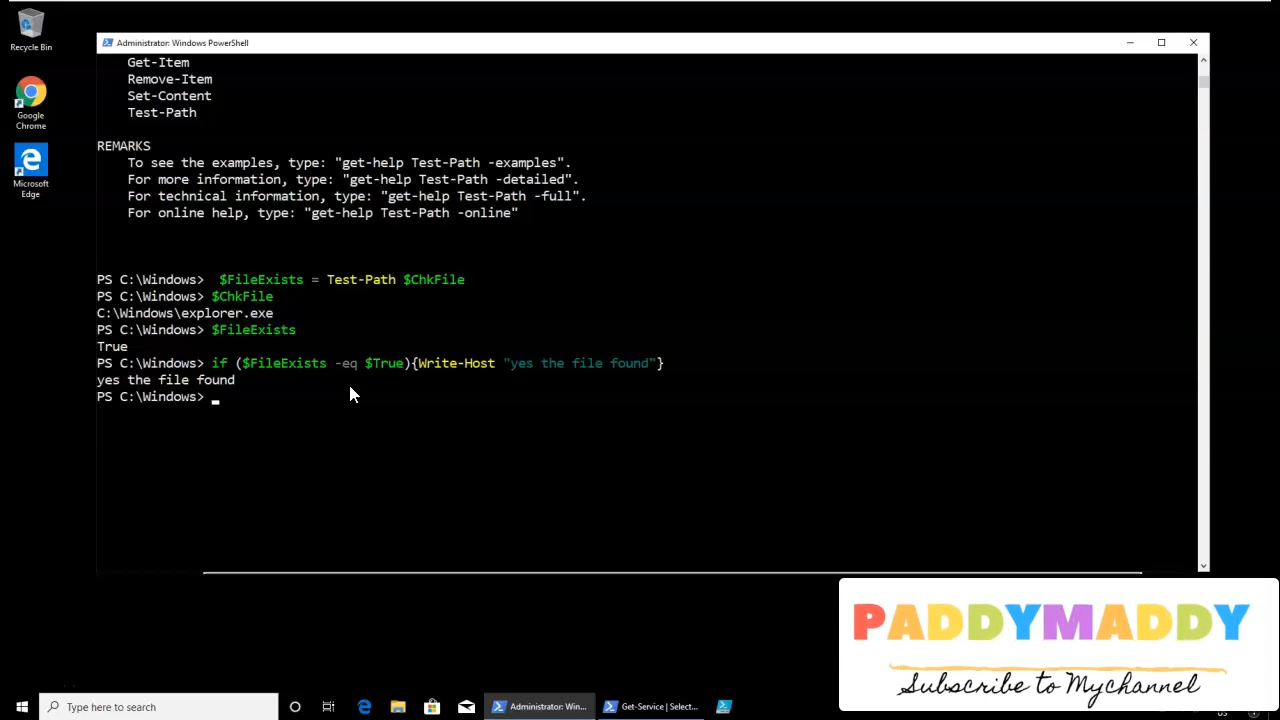 Recycle Bin
Google
Chrome
Microsoft
Edge
Administrator: Windows PowerShell
Get-Item
Remove-Item
Set-Content
Test-Path
REMARKS
To see the examples, type: "get-help Test-Path -examples".
For more information, type: "get-help Test-Path -detailed".
For technical information, type: "get-help Test-Path -full".
For online help, type: "get-help Test-Path -online"
PS C:\Windows>  $FileExists = Test-Path $ChkFile
PS C:\Windows> $ChkFile
C:\Windows\explorer.exe
PS C:\Windows> $FileExists
True
PS C:\Windows> if ($FileExists -eq $True){Write-Host "yes the file found"}
yes the file found
PS C:\Windows> _
PADDYMADDY
Subscribe to Mychannel
Type here to search
Administrator: Win...
Get-Service | Select...